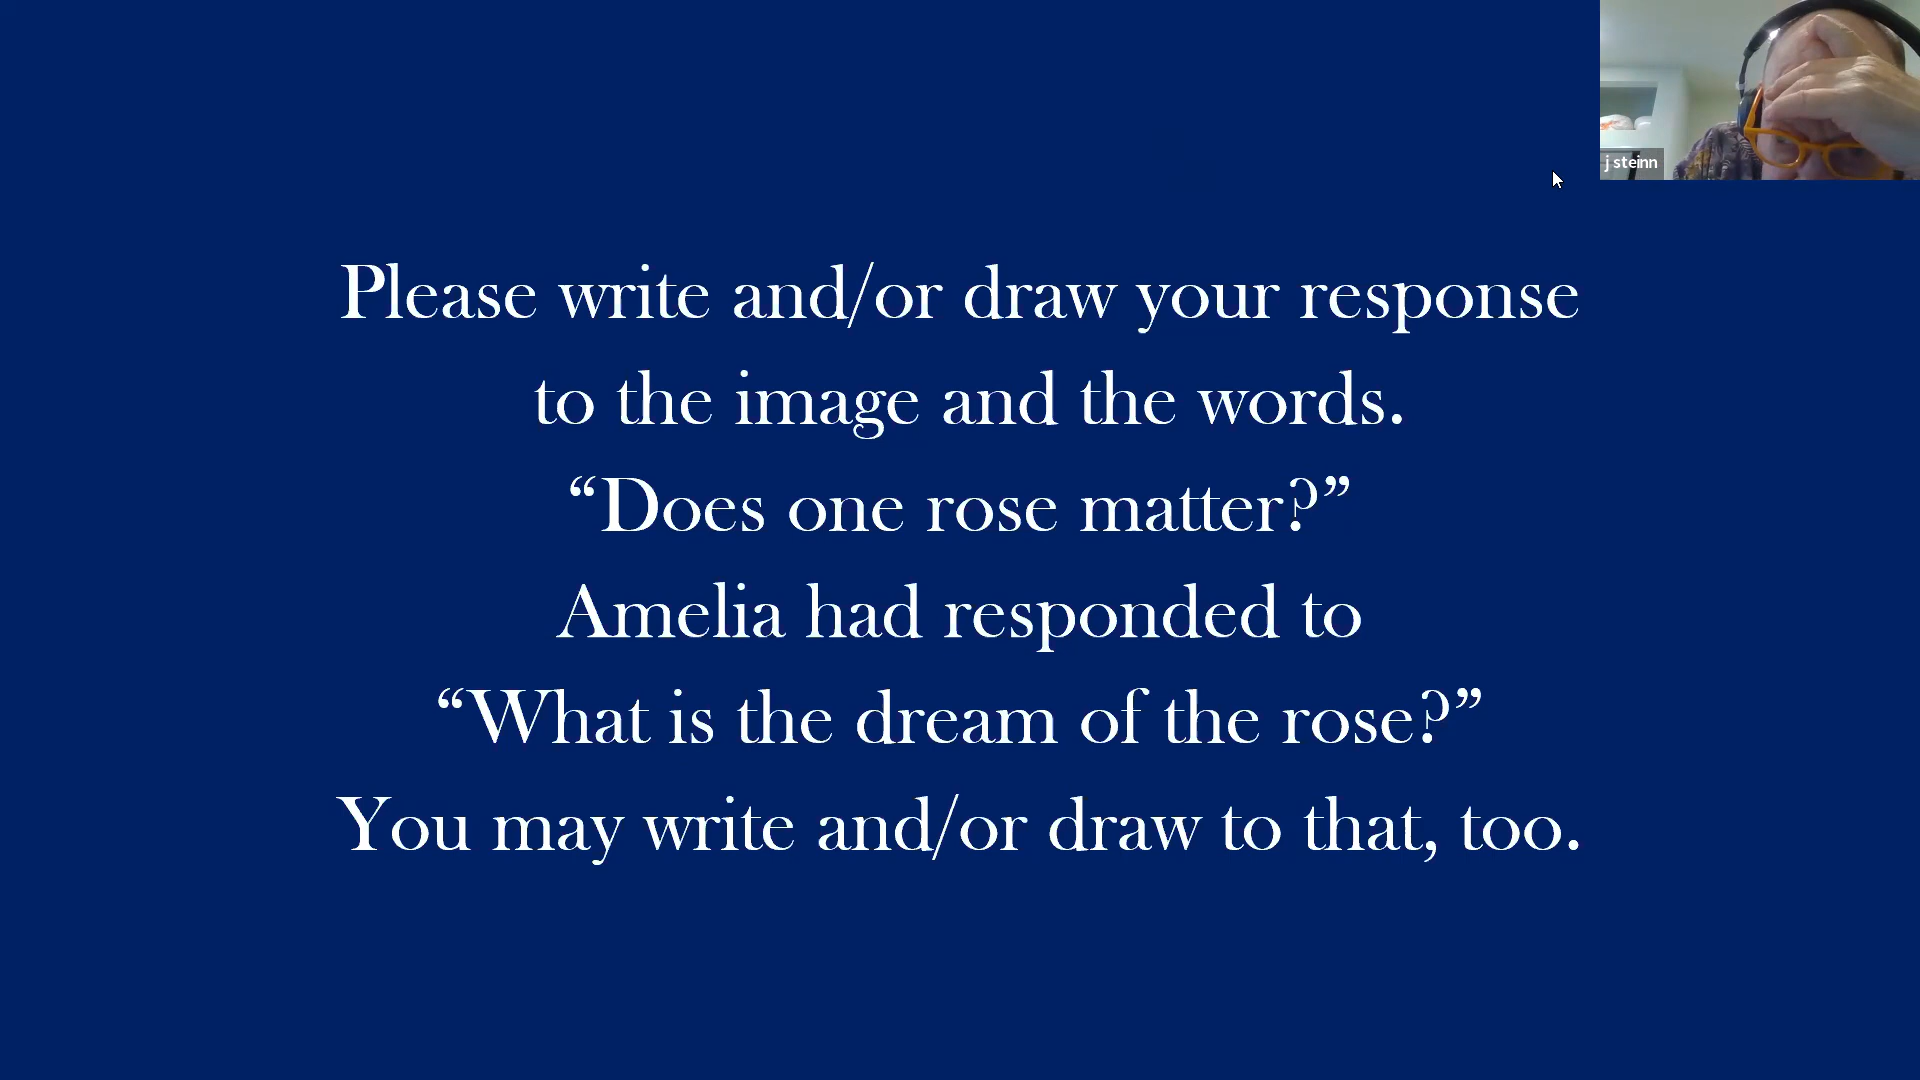 j steinn
Please write and/or draw your response
to the image and the words.
“Does one rose matter?”
Amelia had responded to
“What is the dream of the rose?”
You may write and/or draw to that, too.